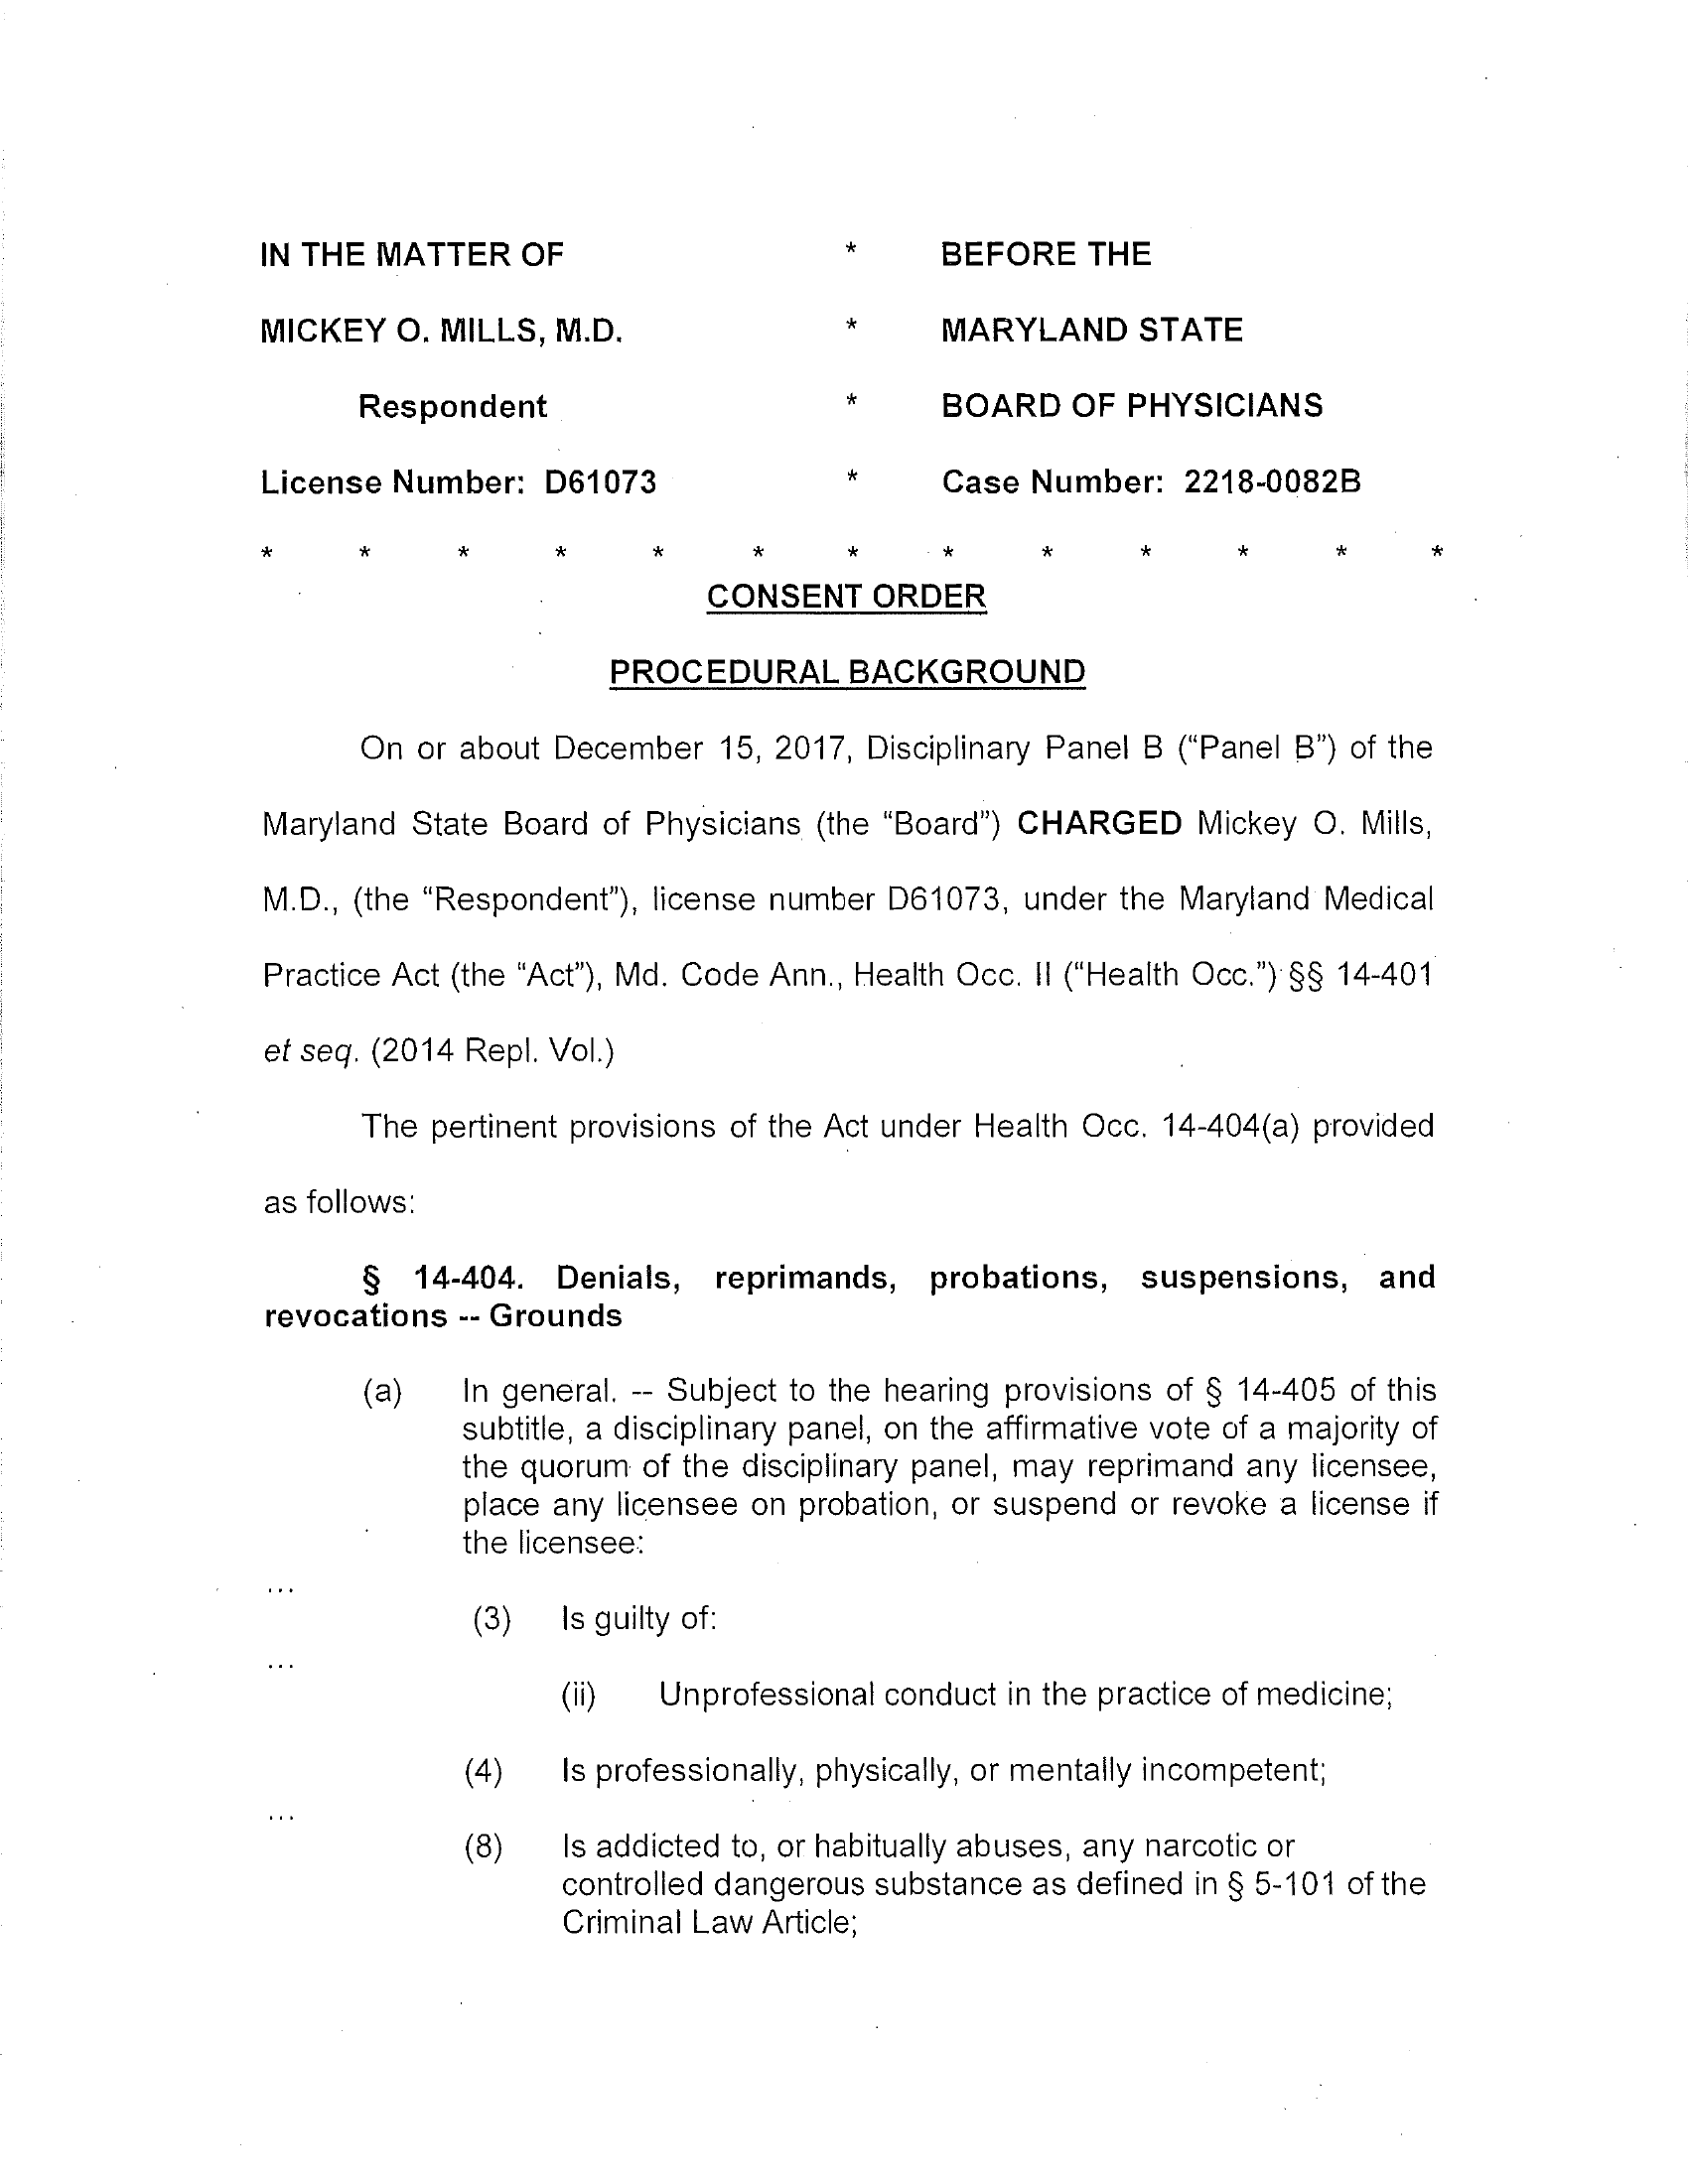 IN THE MATTER OF * BEFORE THE
MICKEY O. MILLS, M.D. * MARYLAND STATE
Respondent * BOARD OF PHYSICIANS
License Number: D61073 * Case Number: 2218-0082B
* * * * * * * * * * * * *
CONSENT ORDER
PROCEDURAL BACKGROUND
On or about December 15, 2017, Disciplinary Panel B (“Panel B”) of the
Maryland State Board of Physicians (the “Board”) CHARGED Mickey O. Mills,
M.D., (the “Respondent”), license number D61073, under the Maryland Medical
Practice Act (the “Act”), Md. Code Ann., Health Occ. II (“Health Occ.”) §§ 14-401
et seq. (2014 Repl. Vol.)
The pertinent provisions of the Act under Health Occ. 14-404(a) provided
as follows:
§ 14-404. Denials, reprimands, probations, suspensions, and
revocations -- Grounds
(a) In general. -- Subject to the hearing provisions of § 14-405 of this
subtitle, a disciplinary panel, on the affirmative vote of a majority of
the quorum of the disciplinary panel, may reprimand any licensee,
place any licensee on probation, or suspend or revoke a license if
the licensee:
...
(3) Is guilty of:
...
(ii) Unprofessional conduct in the practice of medicine;
(4) Is professionally, physically, or mentally incompetent;
...
(8) Is addicted to, or habitually abuses, any narcotic or
controlled dangerous substance as defined in § 5-101 of the
Criminal Law Article;